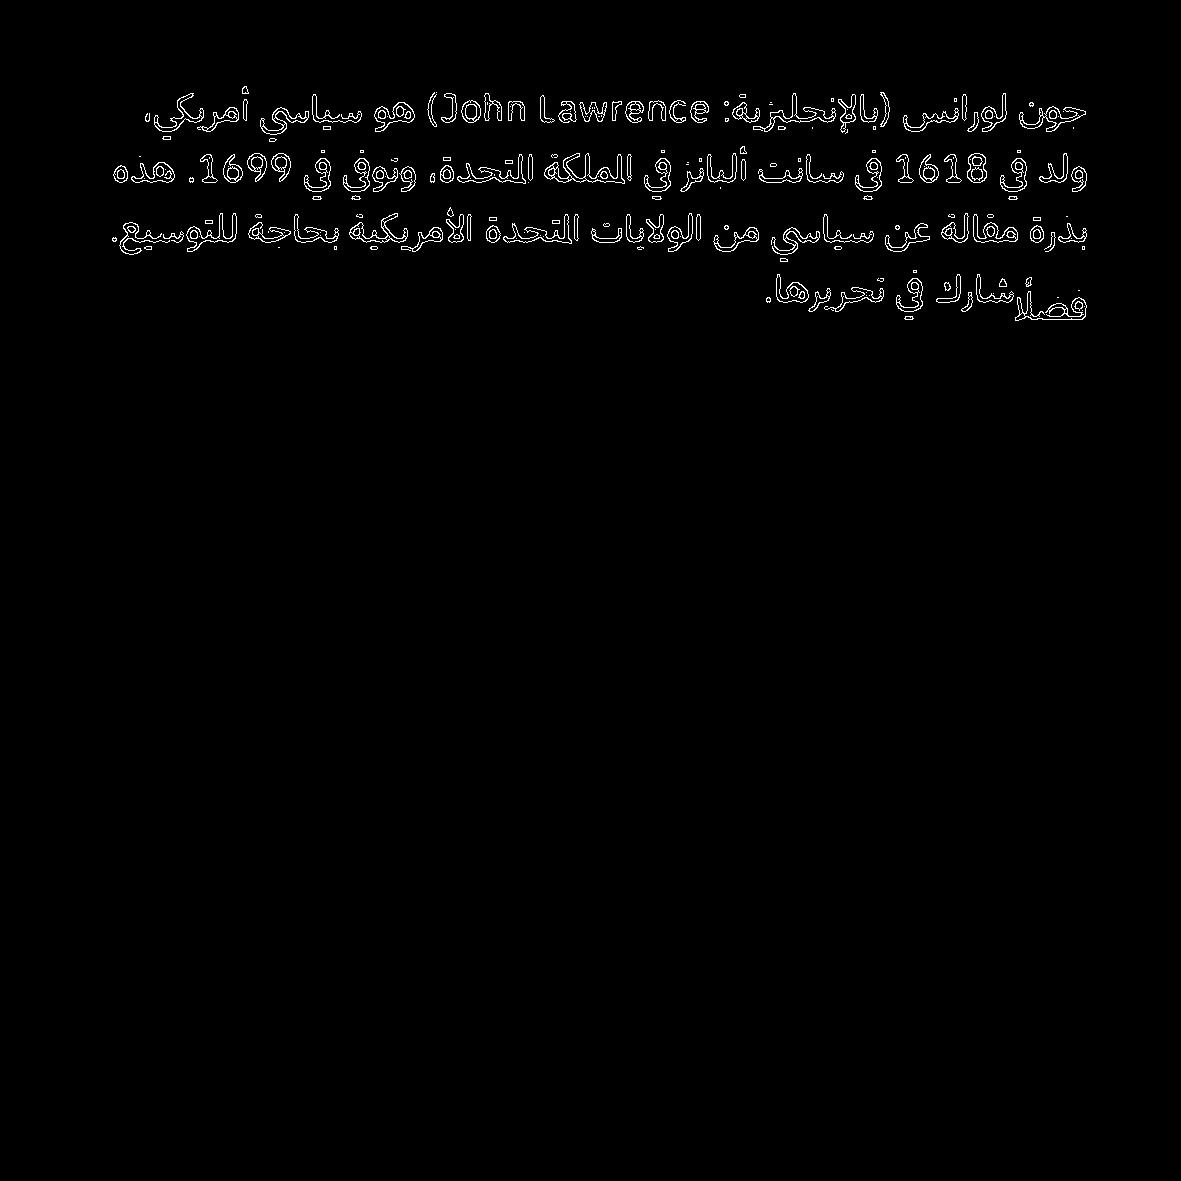 جون لورانس (بالإنجليزية: John Lawrence) هو سياسي أمريكي،
ولد في 1618 في سانت ألبانز في المملكة المتحدة، وتوفي في 1699. هذه
بذرة مقالة عن سياسي من الولايات المتحدة الأمريكية بحاجة للتوسيع.
فضلًا شارك في تحريرها.